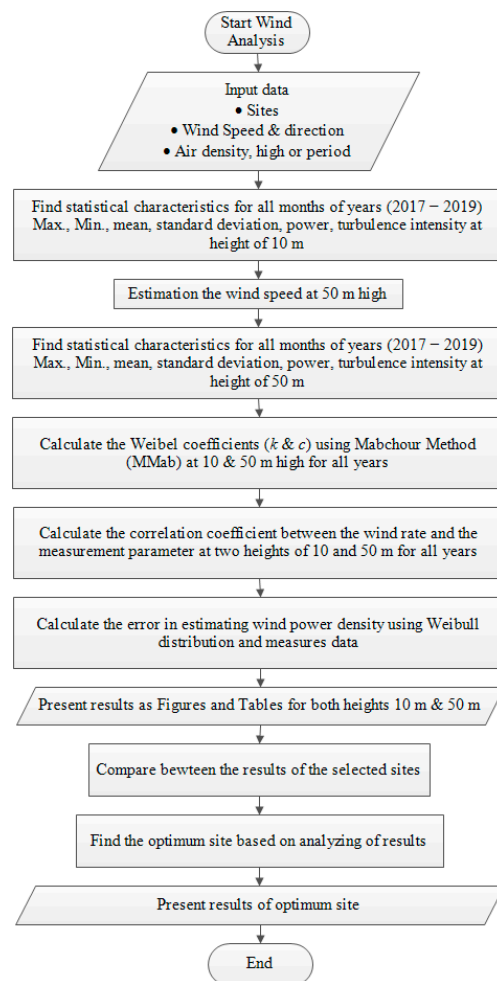 Start Wind
Analysis
Input data
• Sites
• Wind Speed & direction
• Air density, high or period
Find statistical characteristics for all months of years (2017 – 2019)
Max., Min., mean, standard deviation, power, turbulence intensity at
height of 10 m
Estimation the wind speed at 50 m high
Find statistical characteristics for all months of years (2017 – 2019)
Max., Min., mean, standard deviation, power, turbulence intensity at
height of 50 m
Calculate the Weibel coefficients (k & c) using Mabchour Method
(MMab) at 10 & 50 m high for all years
Calculate the correlation coefficient between the wind rate and the
measurement parameter at two heights of 10 and 50 m for all years
Calculate the error in estimating wind power density using Weibull
distribution and measures data
Present results as Figures and Tables for both heights 10 m & 50 m
Compare bewteen the results of the selected sites
Find the optimum site based on analyzing of results
Present results of optimum site
End